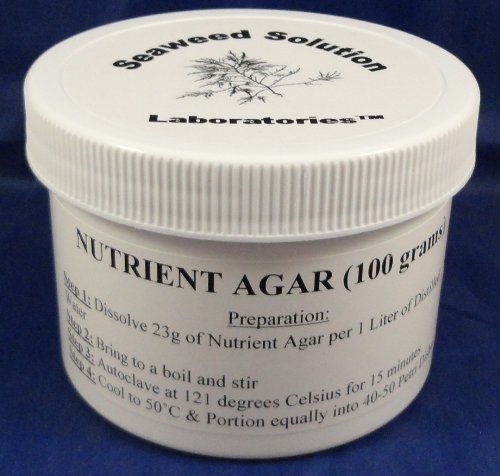 Seaweed Solution
Laboratories™
NUTRIENT AGAR (100 grams)
Preparation:
Step 1: Dissolve 23g of Nutrient Agar per 1 Liter of Distilled
Water
Step 2: Bring to a boil and stir
Step 3: Autoclave at 121 degrees Celsius for 15 minutes
Step 4: Cool to 50°C & Portion equally into 40-50 Petri